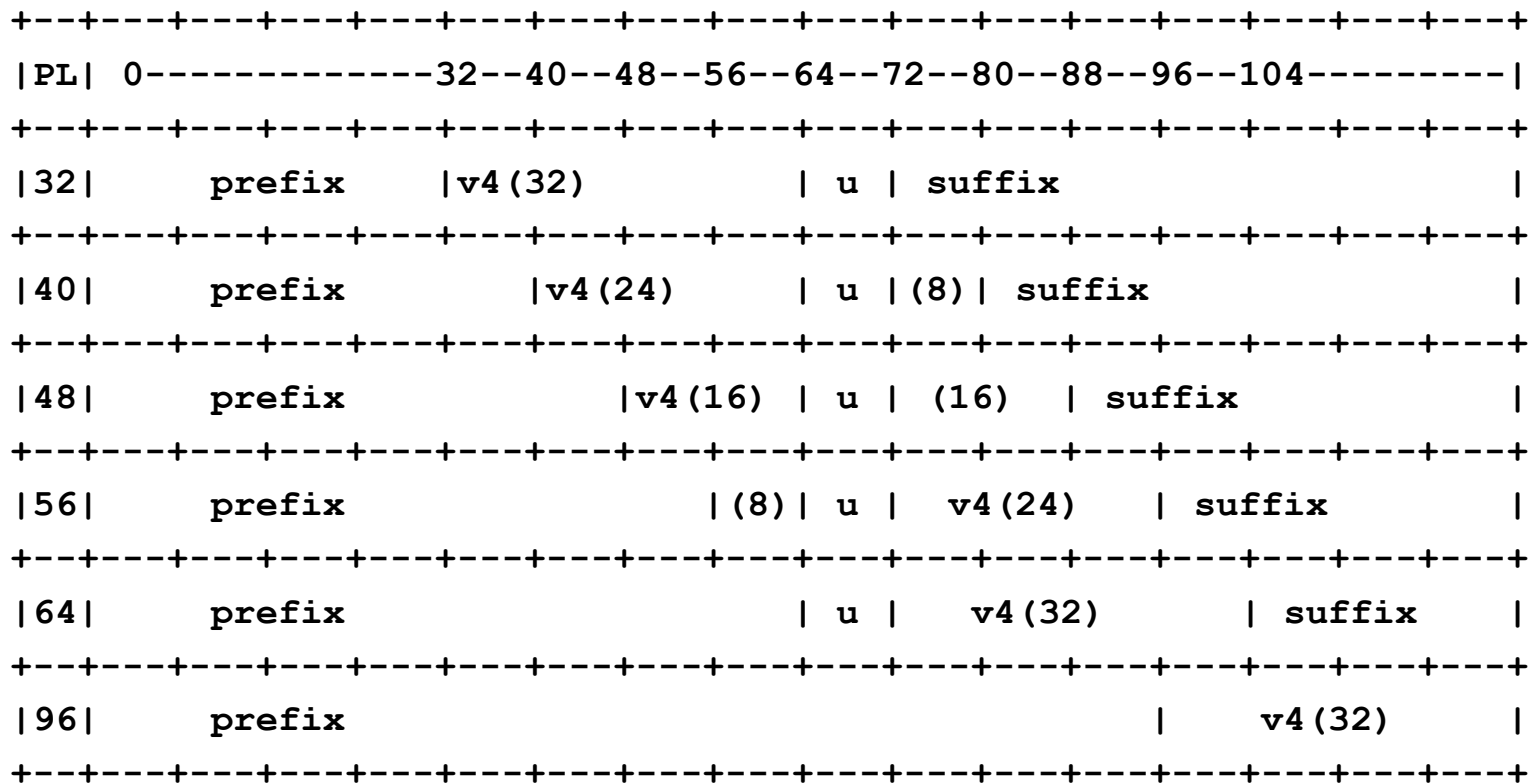 +--+---+---+---+---+---+---+---+---+---+---+---+---+---+---+---+---+
|PL| 0-------------32--40--48--56--64--72--80--88--96--104---------|
+--+---+---+---+---+---+---+---+---+---+---+---+---+---+---+---+---+
|32|     prefix    |v4(32)         | u | suffix                    |
+--+---+---+---+---+---+---+---+---+---+---+---+---+---+---+---+---+
|40|     prefix        |v4(24)     | u |(8)| suffix                |
+--+---+---+---+---+---+---+---+---+---+---+---+---+---+---+---+---+
|48|     prefix            |v4(16) | u | (16)  | suffix            |
+--+---+---+---+---+---+---+---+---+---+---+---+---+---+---+---+---+
|56|     prefix                |(8)| u |  v4(24)   | suffix        |
+--+---+---+---+---+---+---+---+---+---+---+---+---+---+---+---+---+
|64|     prefix                    | u |   v4(32)      | suffix    |
+--+---+---+---+---+---+---+---+---+---+---+---+---+---+---+---+---+
|96|     prefix                                    |    v4(32)     |
+--+---+---+---+---+---+---+---+---+---+---+---+---+---+---+---+---+